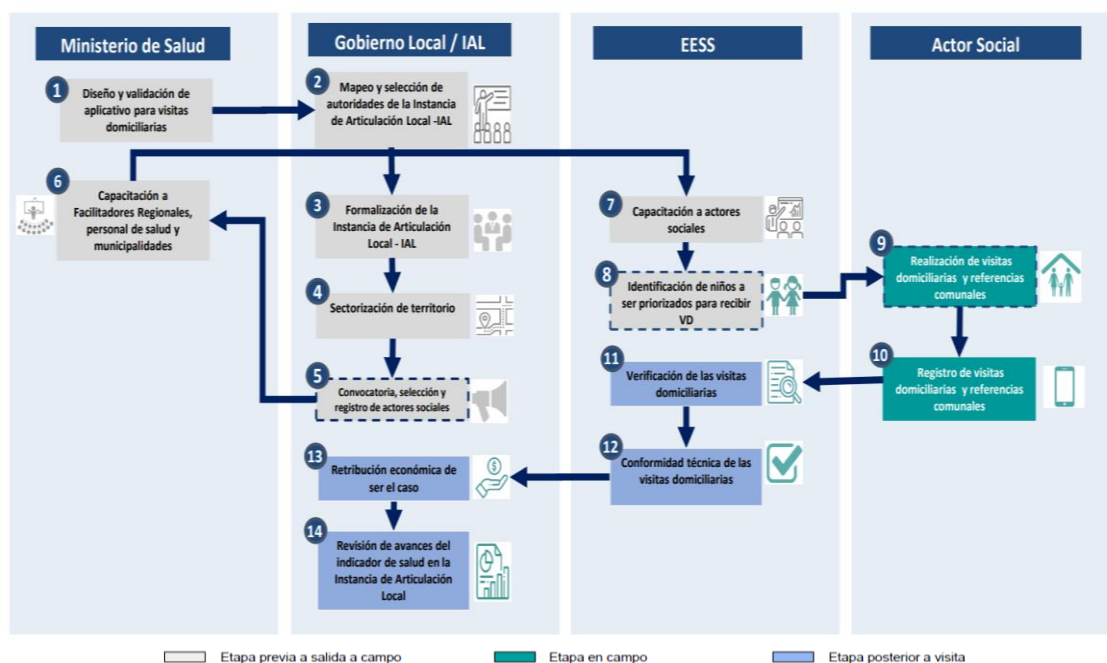 Ministerio de Salud
Gobierno Local / IAL
EESS
Actor Social
1
Diseño y validación de
aplicativo para visitas
domiciliarias
2
Mapeo y selección de
autoridades de la Instancia
de Articulación Local -IAL
3
Formalización de la
Instancia de Articulación
Local - IAL
4
Sectorización de territorio
5
Convocatoria, selección y
registro de actores sociales
6
Capacitación a
Facilitadores Regionales,
personal de salud y
municipalidades
7
Capacitación a actores
sociales
8
Identificación de niños a
ser priorizados para recibir
VD
9
Realización de visitas
domiciliarias y referencias
comunales
10
Registro de visitas
domiciliarias y referencias
comunales
11
Verificación de las visitas
domiciliarias
12
Conformidad técnica de las
visitas domiciliarias
13
Retribución económica de
ser el caso
$
14
Revisión de avances del
indicador de salud en la
Instancia de Articulación
Local
Etapa previa a salida a campo
Etapa en campo
Etapa posterior a visita